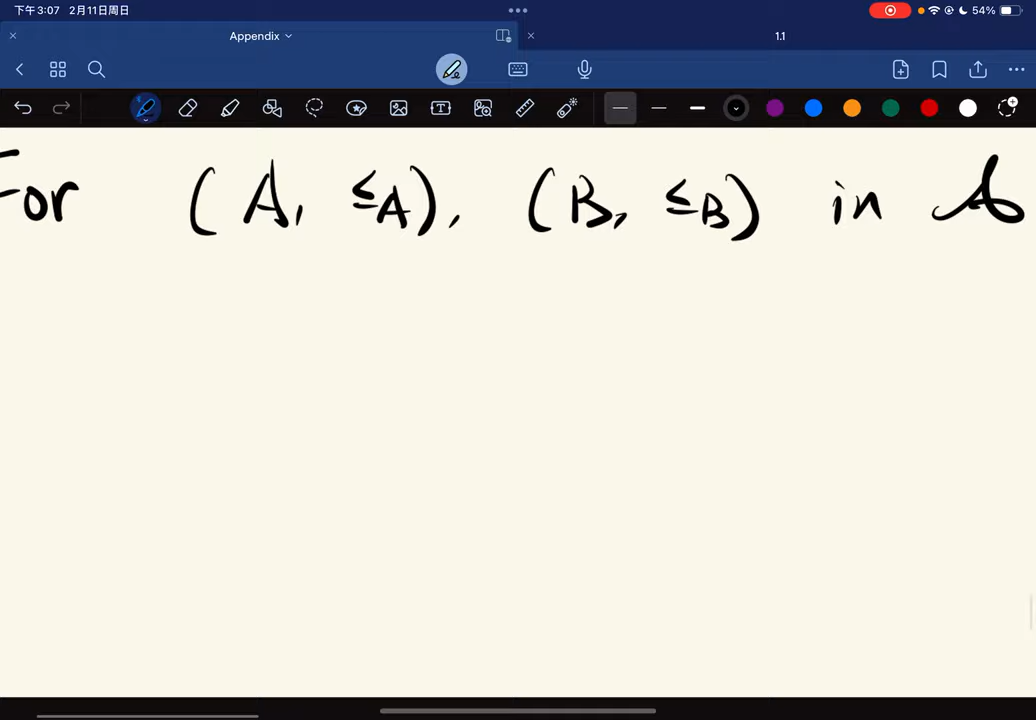 下午3:07 2月11日周日 54%
Appendix 1.1
For (A, ≤A), (B, ≤B) in 𝒜